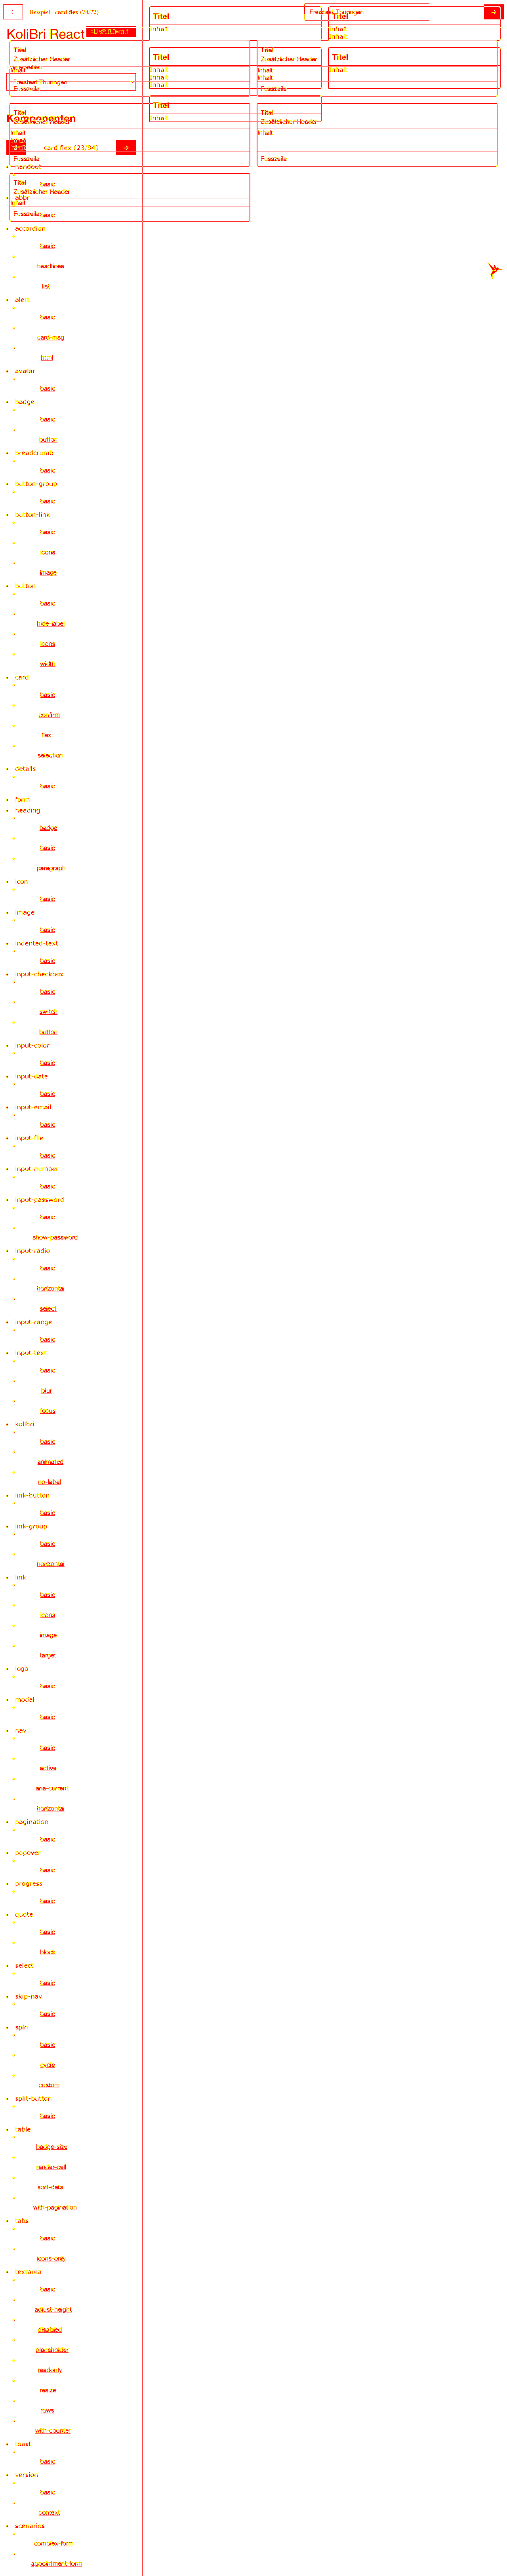 Beispiel card flex (24/72)
Freistaat Thüringen
KoliBri React
Titel
Inhalt
Titel
Inhalt
Inhalt
Titel
Zusätzlicher Header
Inhalt
Fusszeile
Titel
Inhalt
Inhalt
Inhalt
Titel
Zusätzlicher Header
Inhalt
Inhalt
Fusszeile
Titel
Inhalt
Freistaat Thüringen
Titel
Inhalt
Komponenten
Titel
Zusätzlicher Header
Inhalt
Fusszeile
Titel
Zusätzlicher Header
Inhalt
Fusszeile
card flex (23/94)
handout
basic
Titel
Zusätzlicher Header
Inhalt
Fusszeile
abbr
basic
accordion
basic
headlines
list
alert
basic
card-msg
html
avatar
basic
badge
basic
button
breadcrumb
basic
button-group
basic
button-link
basic
icons
image
button
basic
hide-label
icons
width
card
basic
confirm
flex
selection
details
basic
form
heading
badge
basic
paragraph
icon
basic
image
basic
indented-text
basic
input-checkbox
basic
switch
button
input-color
basic
input-date
basic
input-email
basic
input-file
basic
input-number
basic
input-password
basic
show-password
input-radio
basic
horizontal
select
input-range
basic
input-text
basic
blur
focus
kolibri
basic
animated
no-label
link-button
basic
link-group
basic
horizontal
link
basic
icons
image
target
logo
basic
modal
basic
nav
basic
active
aria-current
horizontal
pagination
basic
popover
basic
progress
basic
quote
basic
block
select
basic
skip-nav
basic
spin
basic
cycle
custom
split-button
basic
table
badge-size
render-cell
sort-data
with-pagination
tabs
basic
icons-only
textarea
basic
adjust-height
disabled
placeholder
readonly
resize
rows
with-counter
toast
basic
version
basic
context
scenarios
complex-form
appointment-form